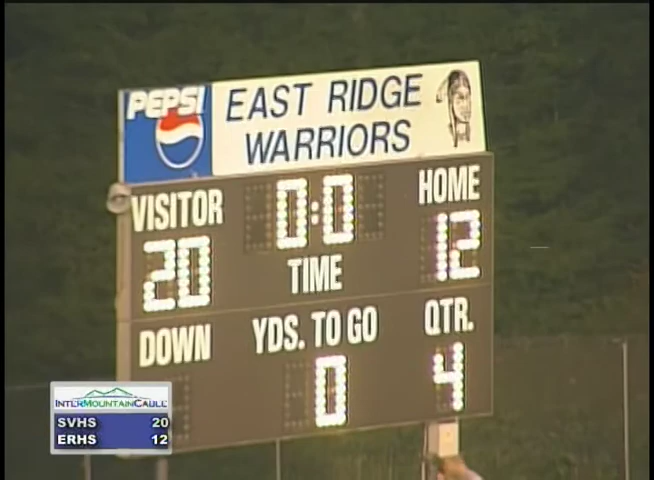 PEPSI
EAST RIDGE
WARRIORS
VISITOR
0:0
HOME
20
TIME
12
DOWN
YDS. TO GO
QTR.
0
4
INTERMOUNTAINCABLE
SVHS 20
ERHS 12